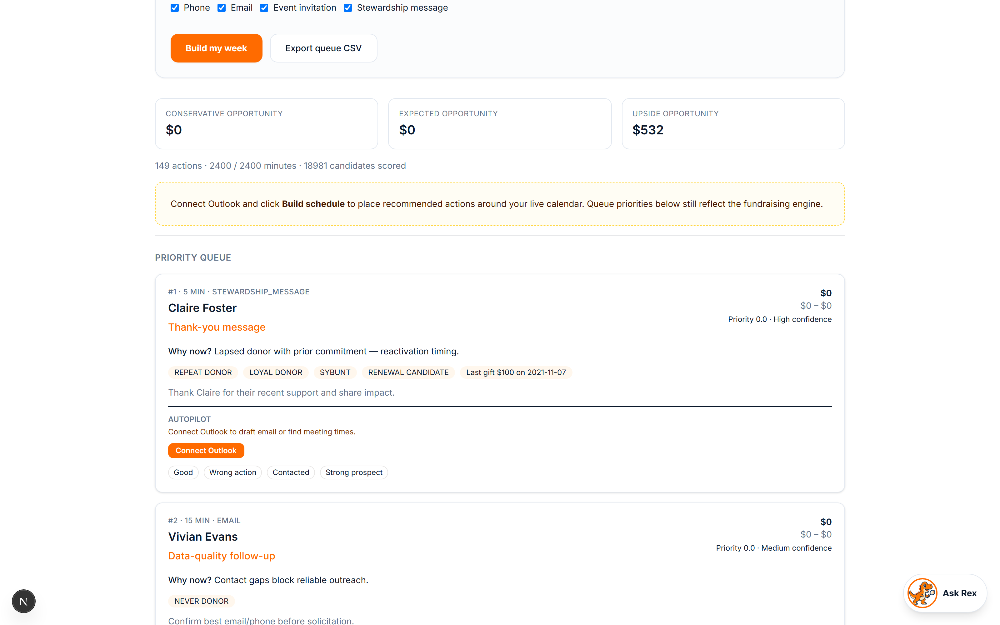 Phone Email Event invitation Stewardship message
Build my week Export queue CSV
CONSERVATIVE OPPORTUNITY
$0
EXPECTED OPPORTUNITY
$0
UPSIDE OPPORTUNITY
$532
149 actions · 2400 / 2400 minutes · 18981 candidates scored
Connect Outlook and click Build schedule to place recommended actions around your live calendar. Queue priorities below still reflect the fundraising engine.
PRIORITY QUEUE
#1 · 5 MIN · STEWARDSHIP_MESSAGE
Claire Foster
Thank-you message
$0
$0 – $0
Priority 0.0 · High confidence
Why now? Lapsed donor with prior commitment — reactivation timing.
REPEAT DONOR LOYAL DONOR SYBUNT RENEWAL CANDIDATE Last gift $100 on 2021-11-07
Thank Claire for their recent support and share impact.
AUTOPILOT
Connect Outlook to draft email or find meeting times.
Connect Outlook
Good Wrong action Contacted Strong prospect
#2 · 15 MIN · EMAIL
Vivian Evans
Data-quality follow-up
$0
$0 – $0
Priority 0.0 · Medium confidence
Why now? Contact gaps block reliable outreach.
NEVER DONOR
Confirm best email/phone before solicitation.
N
Ask Rex